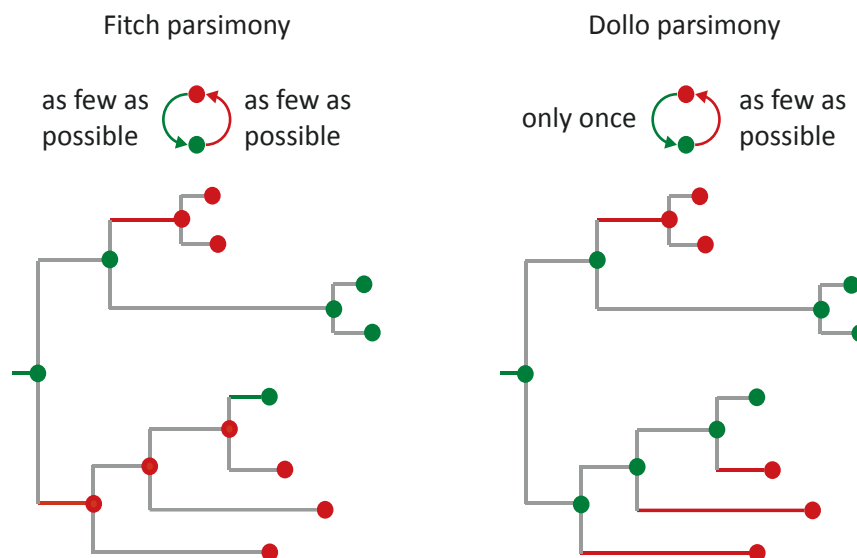 Fitch parsimony
as few as
possible
as few as
possible
Dollo parsimony
only once
as few as
possible